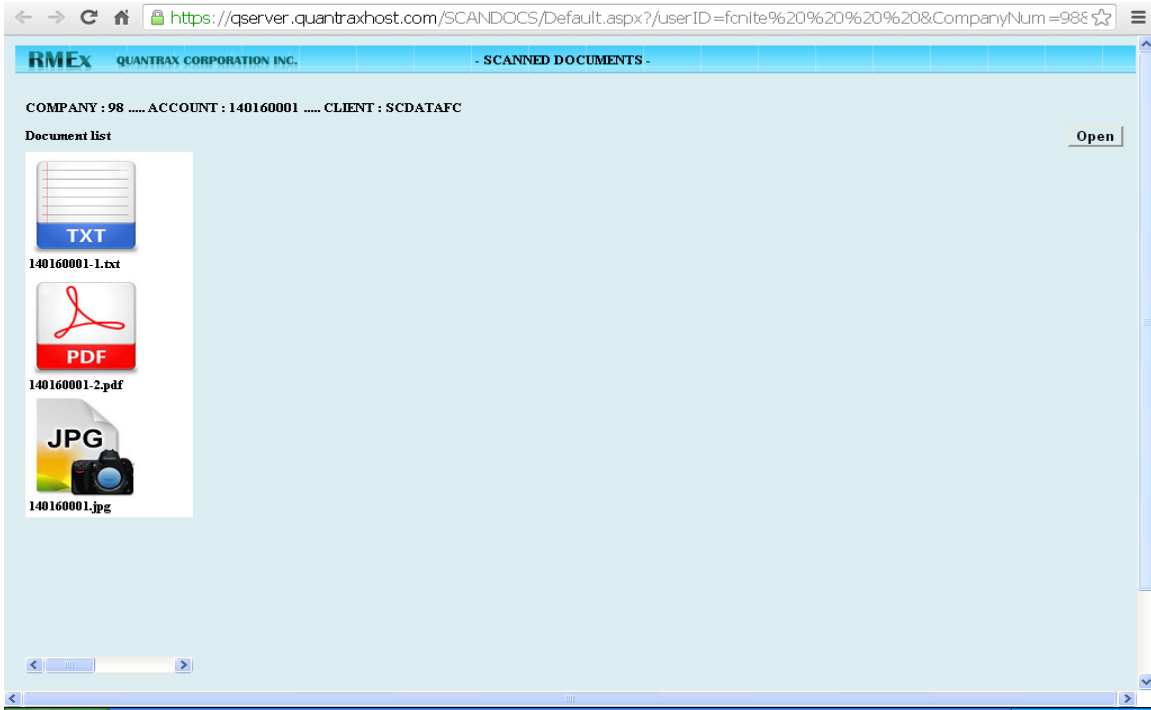 https://qserver.quantraxhost.com/SCANDOCS/Default.aspx?/userID=fcnite%20%20%20%20&CompanyNum=988
RMEx QUANTRAX CORPORATION INC. - SCANNED DOCUMENTS -
COMPANY : 98 ..... ACCOUNT : 140160001 ..... CLIENT : SCDATAFC
Document list Open
TXT
140160001-1.txt
PDF
140160001-2.pdf
JPG
140160001.jpg